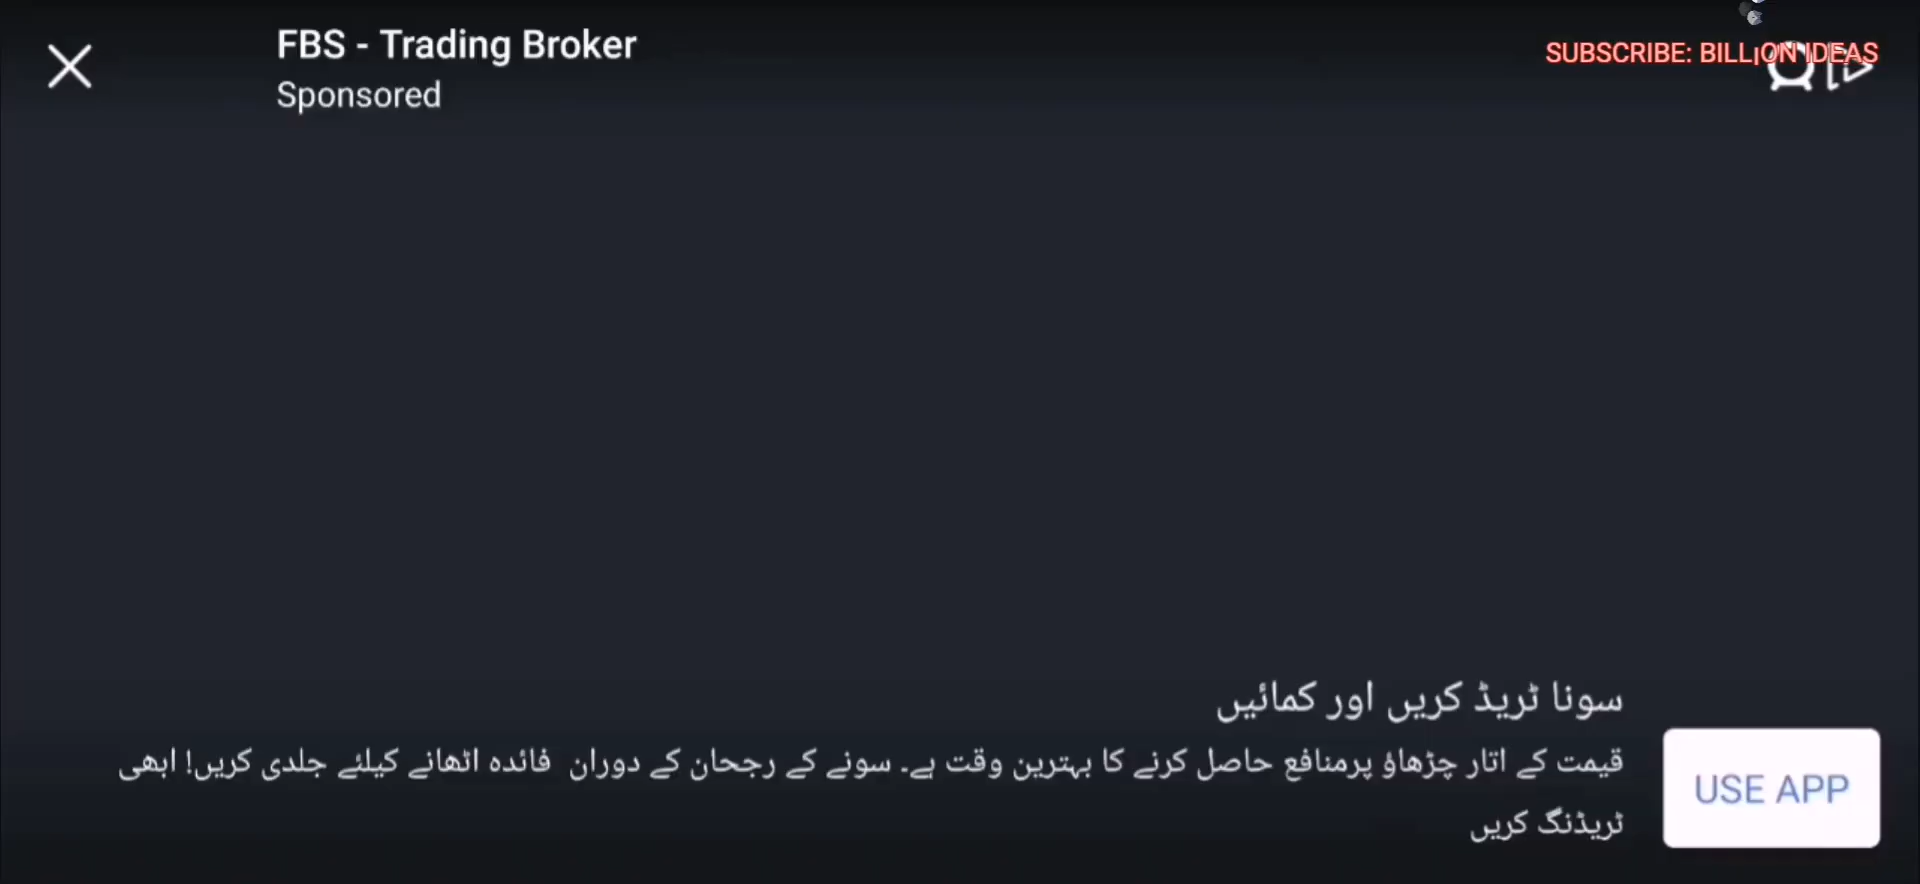 FBS - Trading Broker
Sponsored
SUBSCRIBE: BILLION IDEAS
سونا ٹریڈ کریں اور کمائیں
قیمت کے اتار چڑھاؤ پرمنافع حاصل کرنے کا بہترین وقت ہے۔ سونے کے رجحان کے دوران فائدہ اٹھانے کیلئے جلدی کریں! ابھی
ٹریڈنگ کریں
USE APP